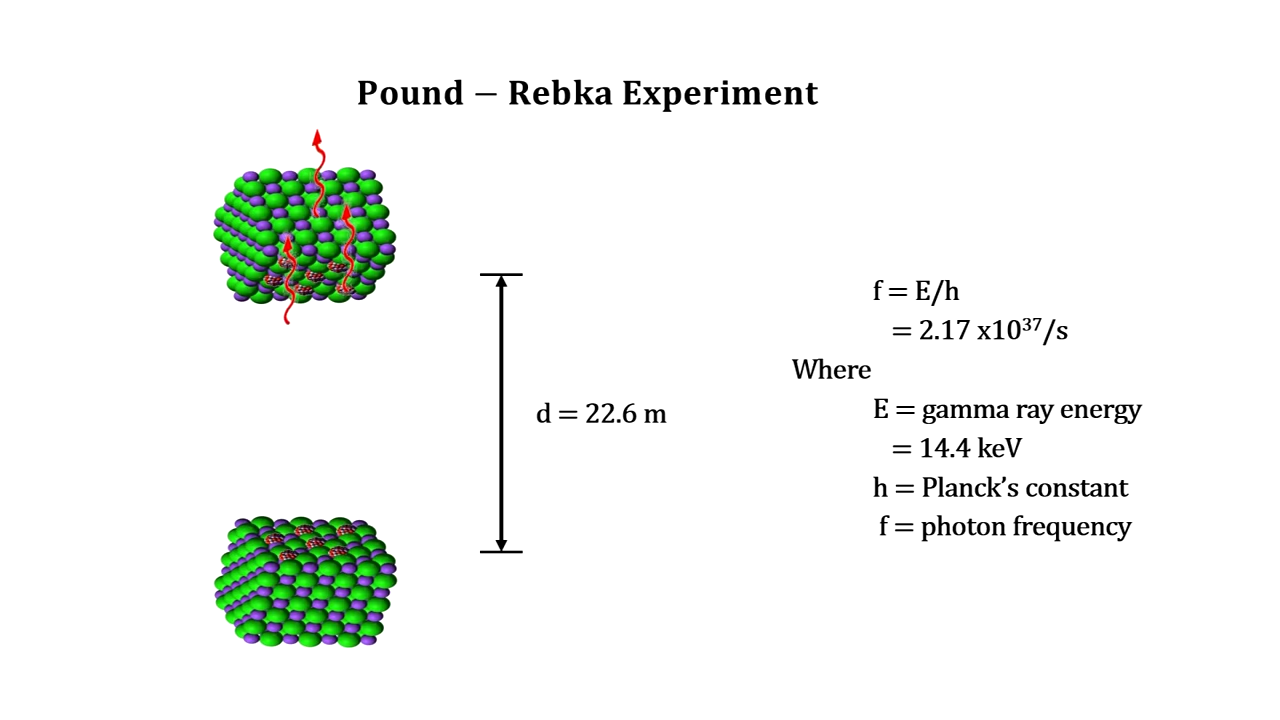 Pound – Rebka Experiment
d = 22.6 m
f = E/h
= 2.17 x10³⁷/s
Where
E = gamma ray energy
= 14.4 keV
h = Planck’s constant
f = photon frequency